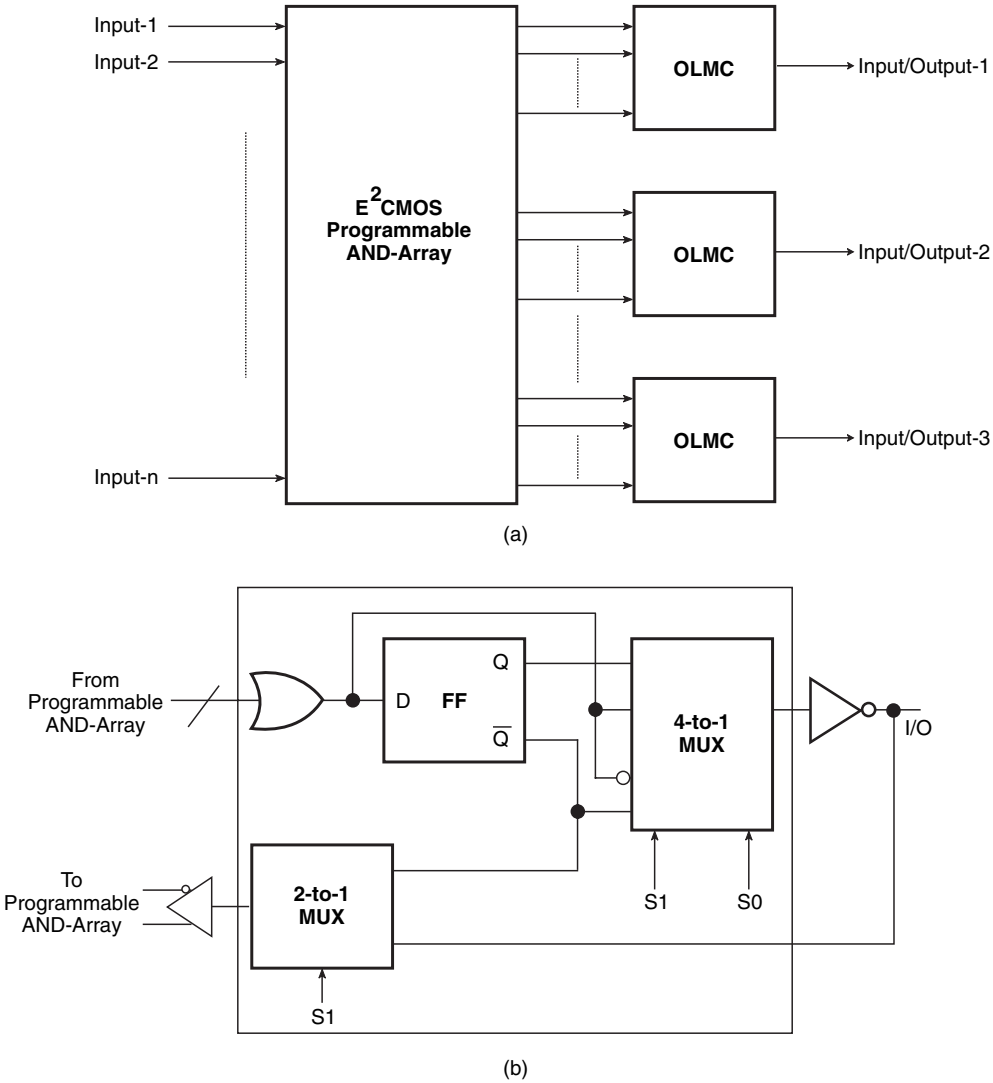 Input-1
Input-2
Input-n
E2CMOS
Programmable
AND-Array
OLMC
Input/Output-1
OLMC
Input/Output-2
OLMC
Input/Output-3
(a)
From
Programmable
AND-Array
D
FF
Q
Q̅
4-to-1
MUX
I/O
S1
S0
To
Programmable
AND-Array
2-to-1
MUX
S1
(b)